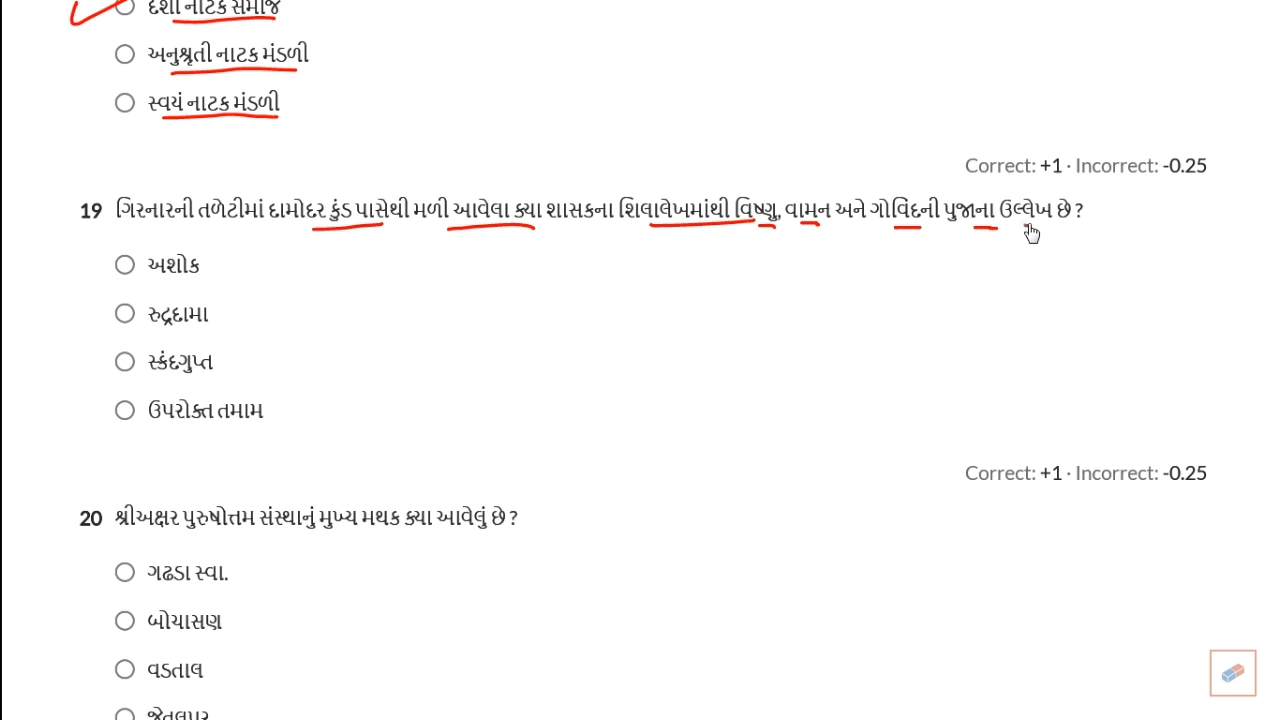 દેશી નાટક સમાજ
અનુશ્રૃતી નાટક મંડળી
સ્વયં નાટક મંડળી
Correct: +1 · Incorrect: -0.25
19 ગિરનારની તળેટીમાં દામોદર કુંડ પાસેથી મળી આવેલા ક્યા શાસકના શિલાલેખમાંથી વિષ્ણુ, વામન અને ગોવિંદની પુજાના ઉલ્લેખ છે ?
અશોક
રુદ્રદામા
સ્કંદગુપ્ત
ઉપરોક્ત તમામ
Correct: +1 · Incorrect: -0.25
20 શ્રીઅક્ષર પુરુષોત્તમ સંસ્થાનું મુખ્ય મથક ક્યા આવેલું છે ?
ગઢડા સ્વા.
બોચાસણ
વડતાલ
જેતલપુર